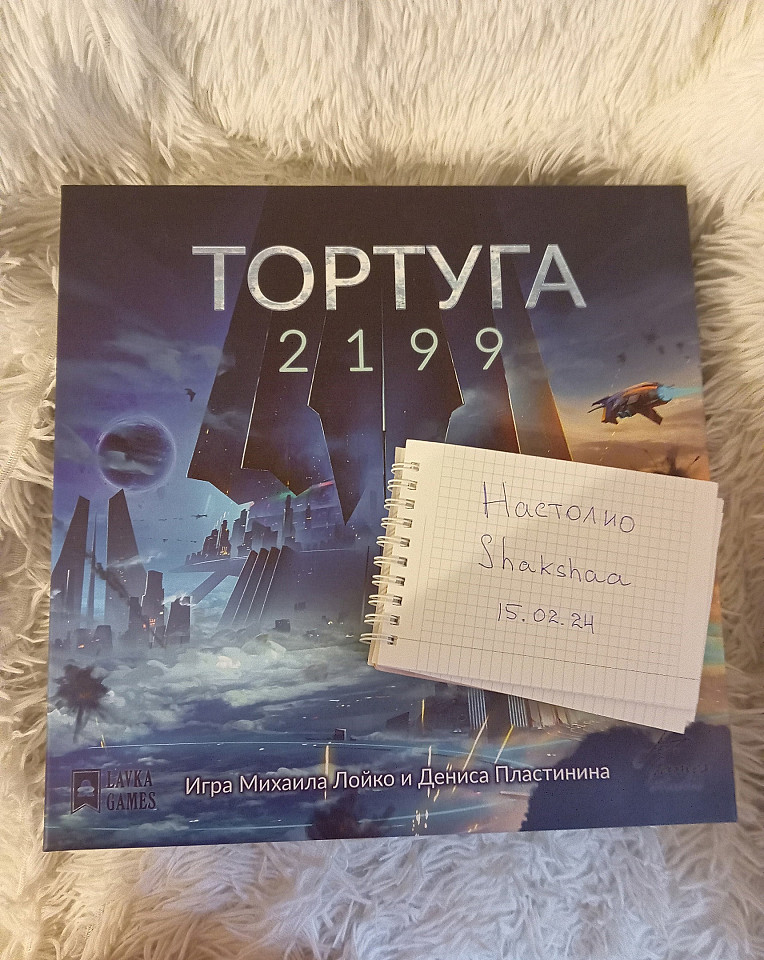 ТОРТУГА
2199
Настолио
Shakshaa
15.02.24
LAVKA
GAMES
Игра Михаила Лойко и Дениса Пластинина